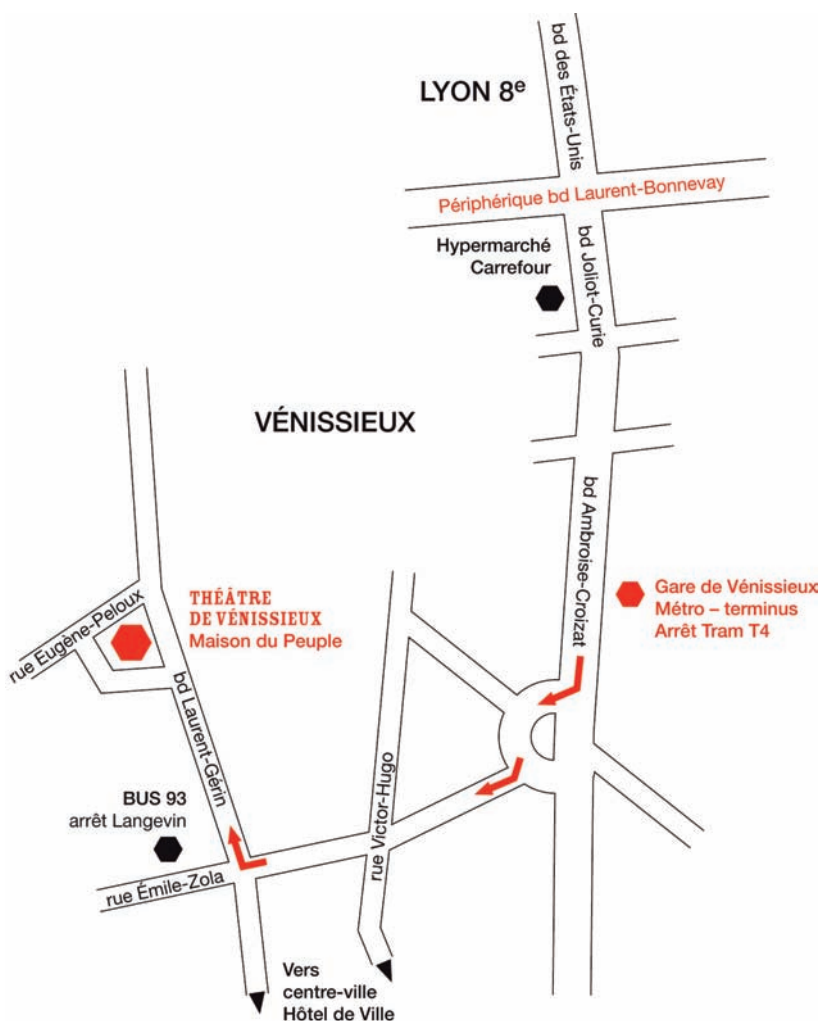 bd des États-Unis
LYON 8e
Périphérique bd Laurent-Bonnevay
Hypermarché
Carrefour
bd Joliot-Curie
VÉNISSIEUX
bd Ambroise-Croizat
Gare de Vénissieux
Métro – terminus
Arrêt Tram T4
THÉÂTRE
DE VÉNISSIEUX
Maison du Peuple
rue Eugène-Peloux
bd Laurent-Gérin
BUS 93
arrêt Langevin
rue Victor-Hugo
rue Émile-Zola
Vers
centre-ville
Hôtel de Ville